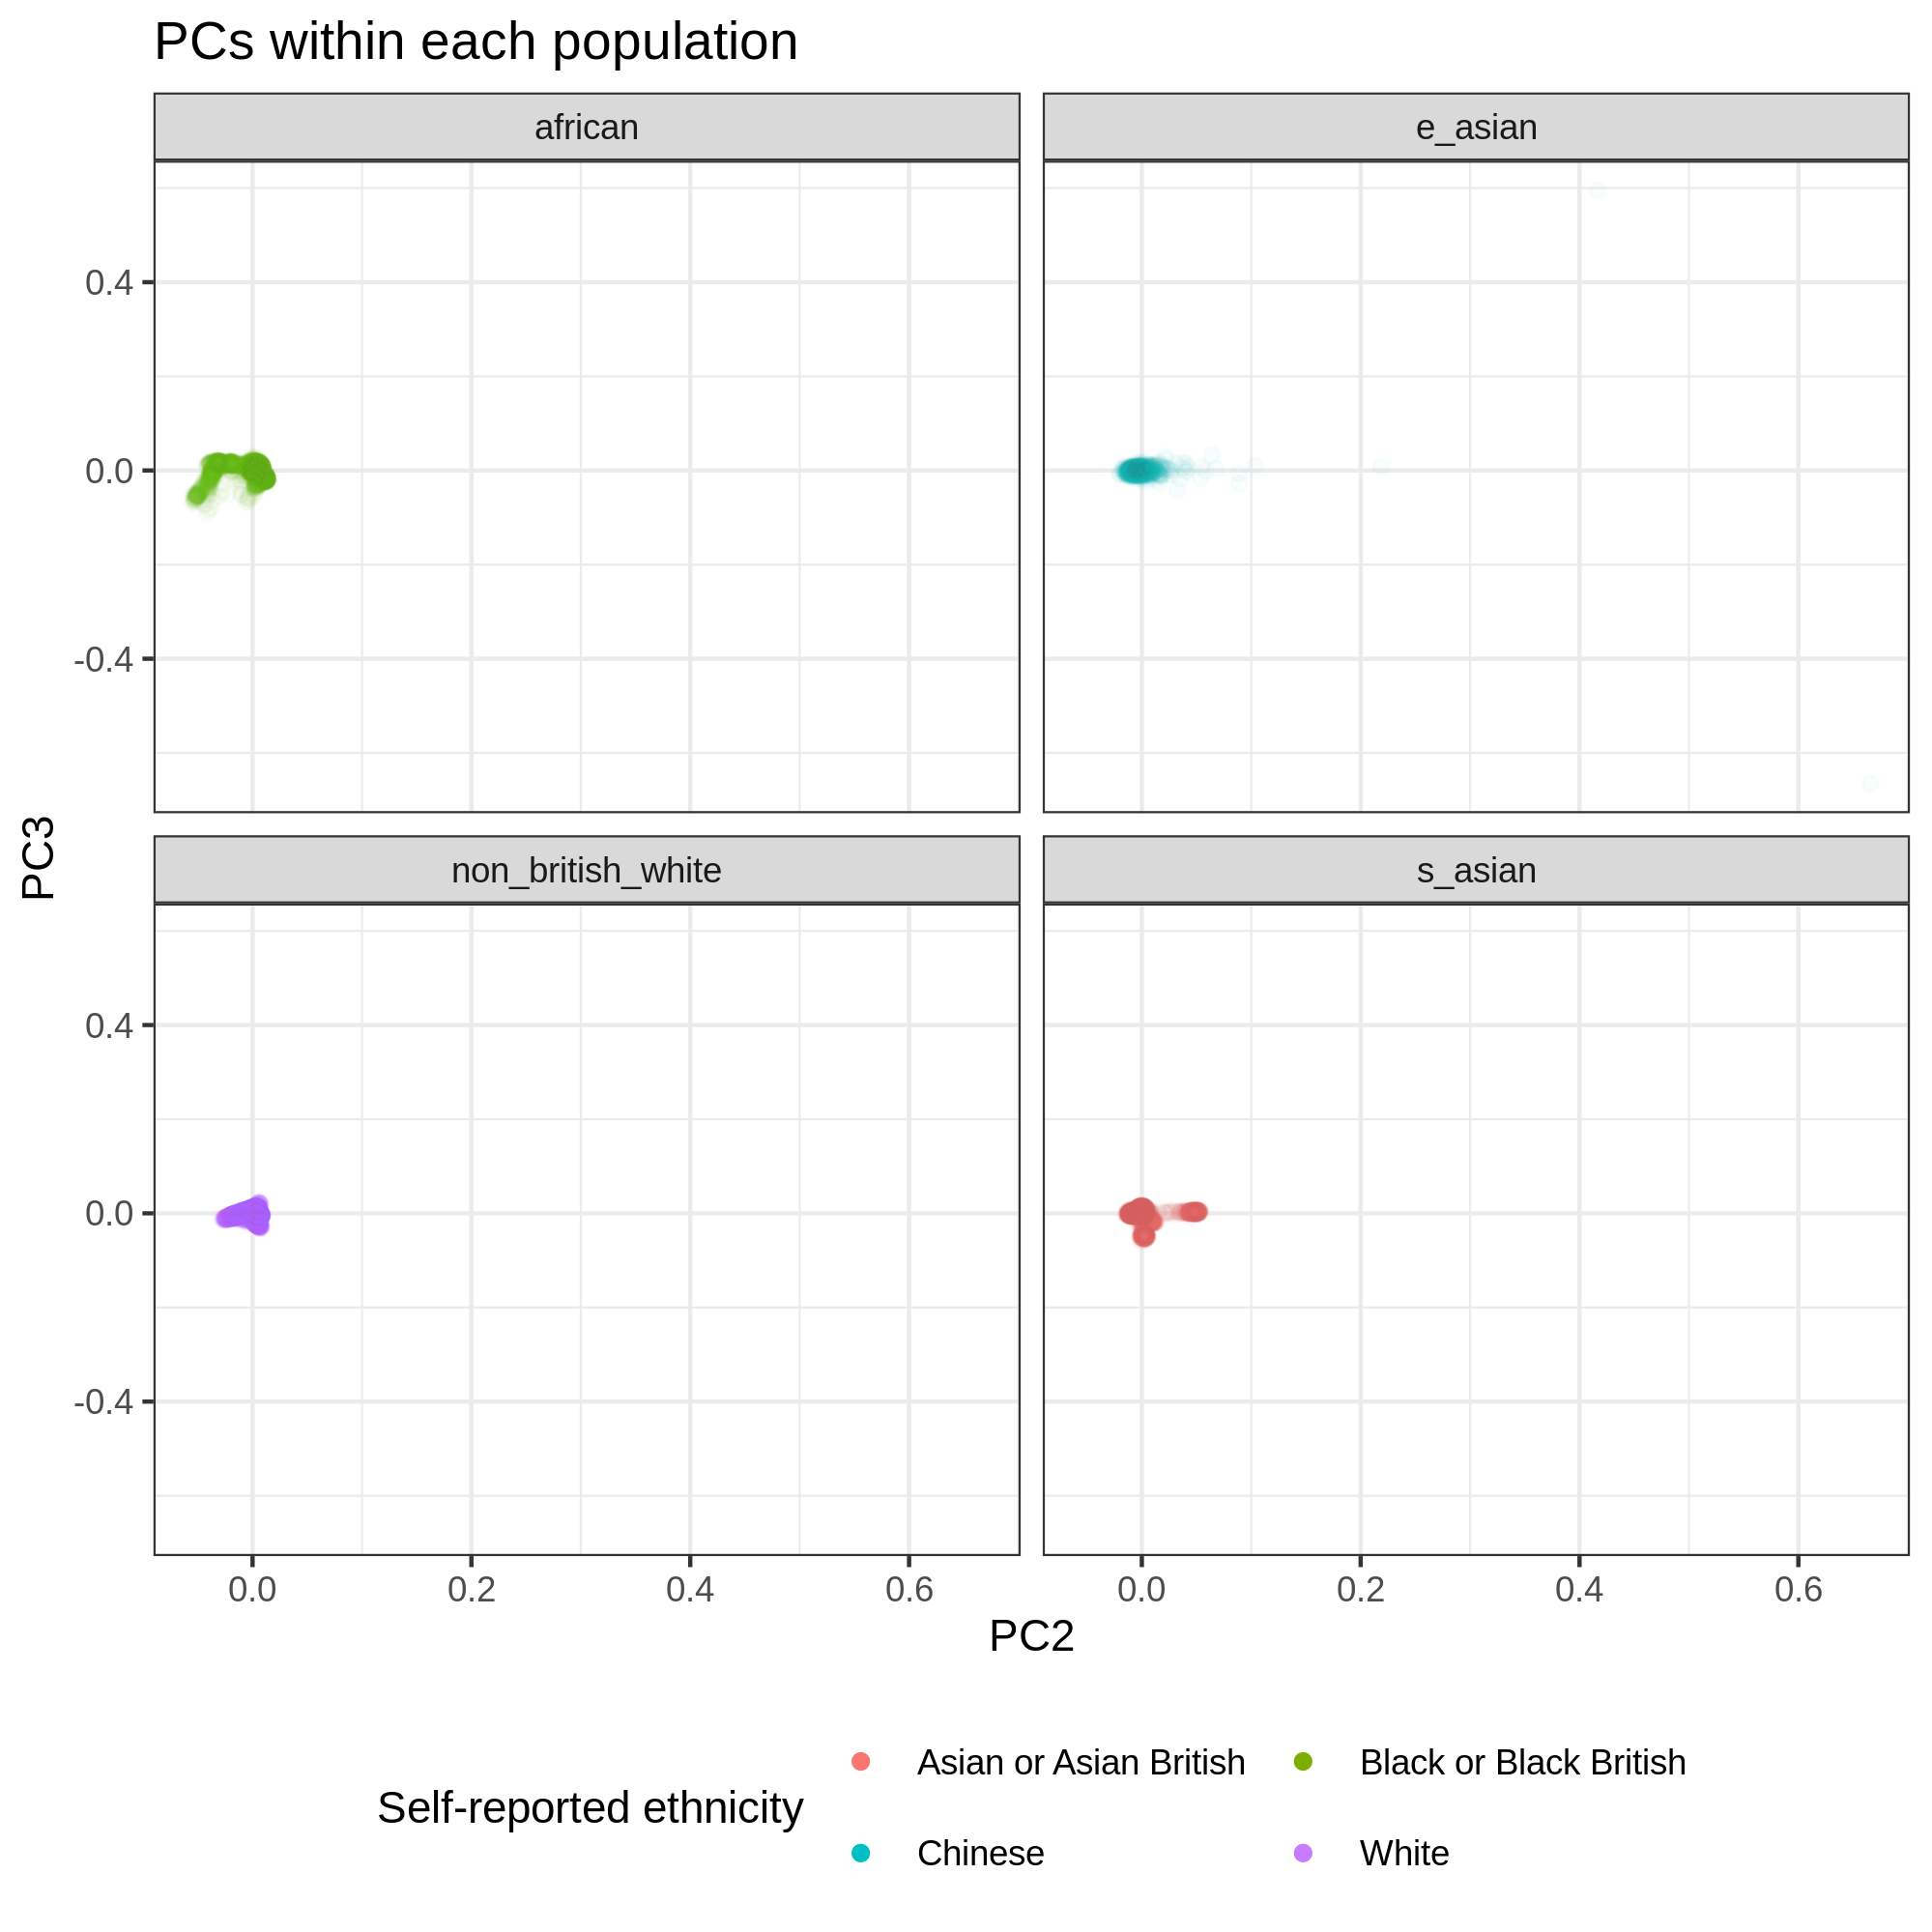 PCs within each population
african
e_asian
0.4
0.0
-0.4
non_british_white
s_asian
PC3
0.4
0.0
-0.4
0.0 0.2 0.4 0.6 0.0 0.2 0.4 0.6
PC2
Self-reported ethnicity
Asian or Asian British
Black or Black British
Chinese
White